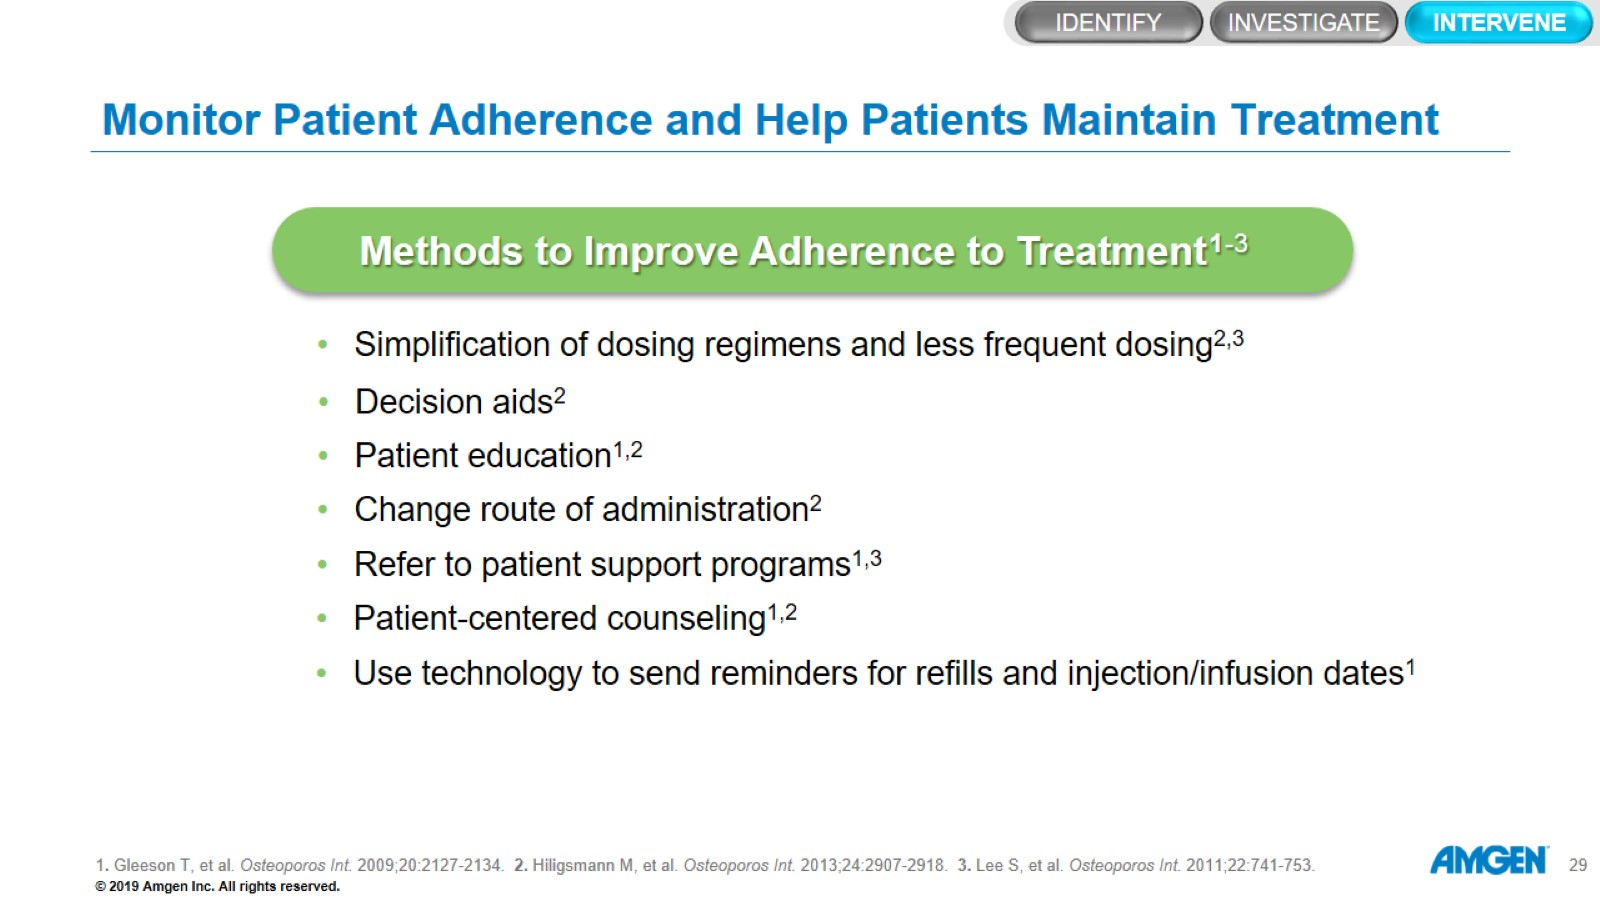 IDENTIFY INVESTIGATE INTERVENE
Monitor Patient Adherence and Help Patients Maintain Treatment
Methods to Improve Adherence to Treatment1-3
• Simplification of dosing regimens and less frequent dosing2,3
• Decision aids2
• Patient education1,2
• Change route of administration2
• Refer to patient support programs1,3
• Patient-centered counseling1,2
• Use technology to send reminders for refills and injection/infusion dates1
1. Gleeson T, et al. Osteoporos Int. 2009;20:2127-2134. 2. Hiligsmann M, et al. Osteoporos Int. 2013;24:2907-2918. 3. Lee S, et al. Osteoporos Int. 2011;22:741-753.
© 2019 Amgen Inc. All rights reserved.
AMGEN 29